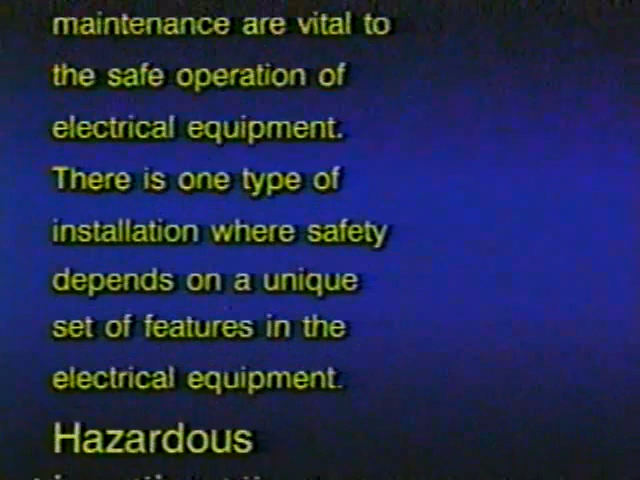 maintenance are vital to
the safe operation of
electrical equipment.
There is one type of
installation where safety
depends on a unique
set of features in the
electrical equipment.
Hazardous